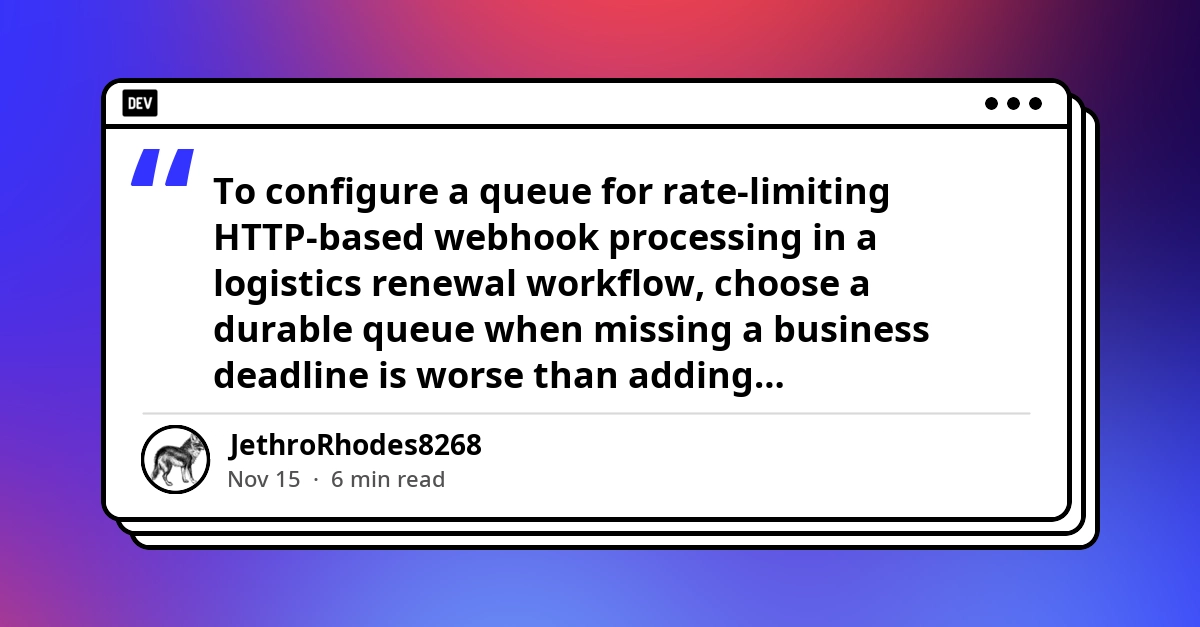 DEV
“ To configure a queue for rate-limiting
HTTP-based webhook processing in a
logistics renewal workflow, choose a
durable queue when missing a business
deadline is worse than adding...
JethroRhodes8268
Nov 15 · 6 min read